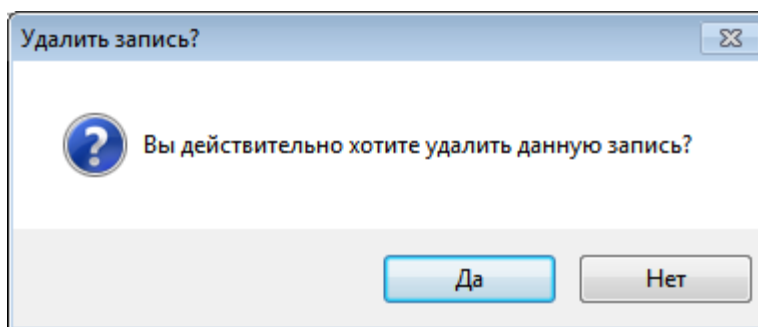 Удалить запись?
Вы действительно хотите удалить данную запись?
Да
Нет